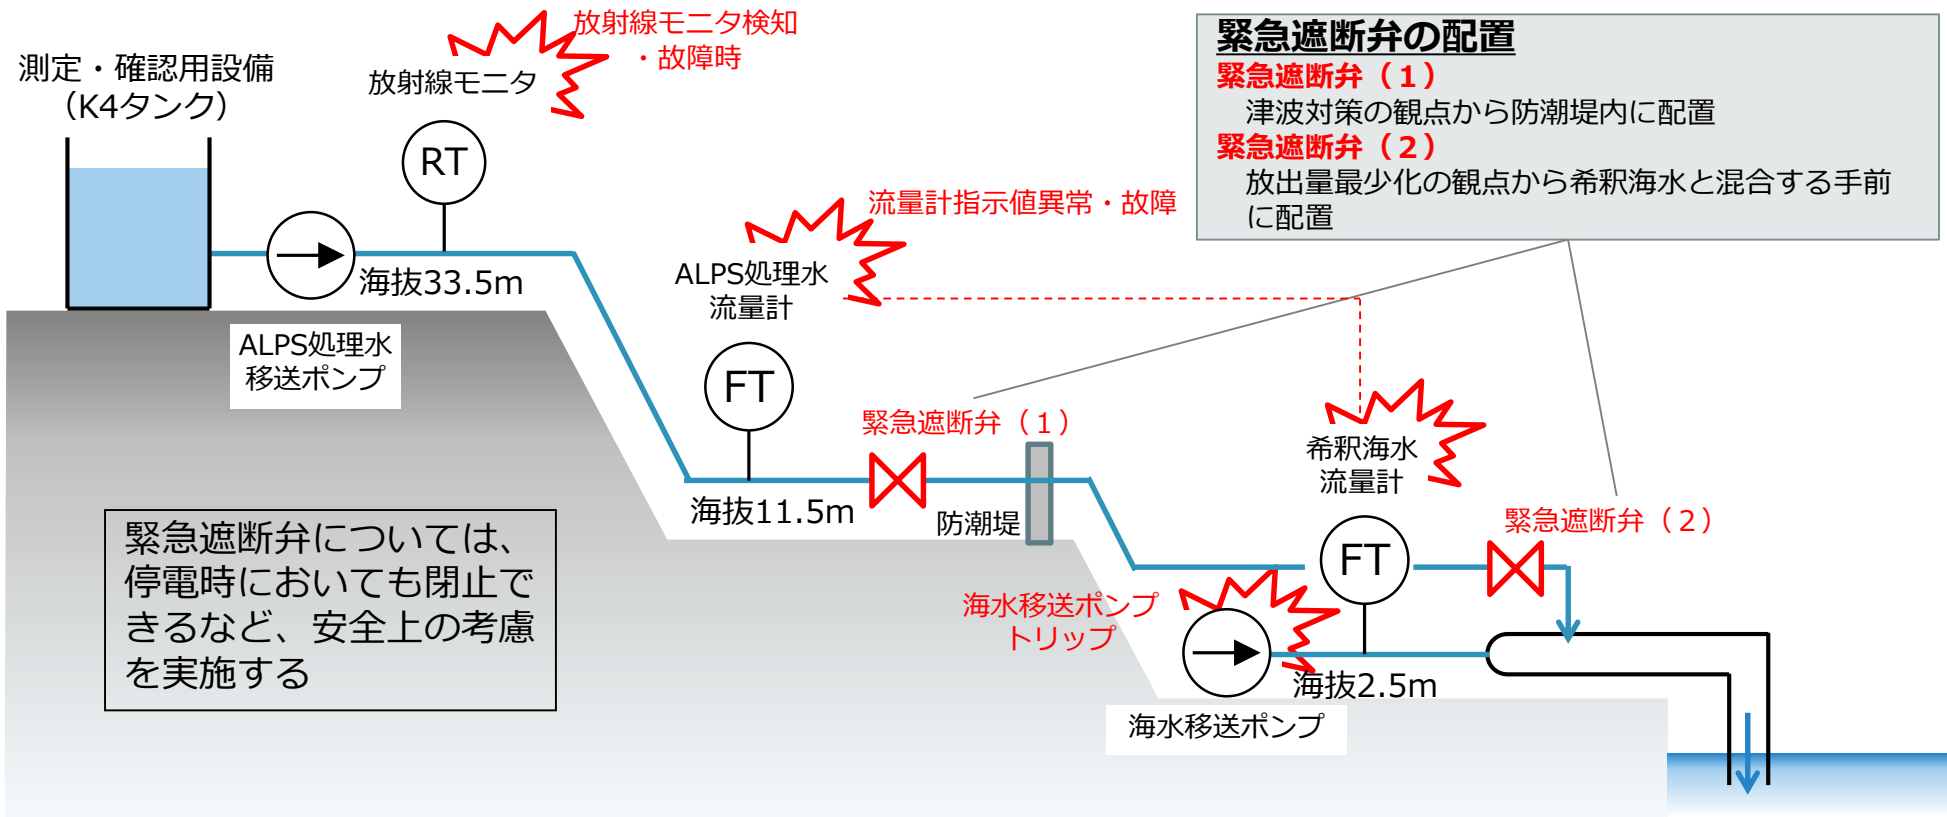 放射線モニタ検知
・故障時
測定・確認用設備
（K4タンク）
放射線モニタ
RT
海抜33.5m
ALPS処理水
移送ポンプ
緊急遮断弁の配置
緊急遮断弁（１）
津波対策の観点から防潮堤内に配置
緊急遮断弁（２）
放出量最少化の観点から希釈海水と混合する手前
に配置
流量計指示値異常・故障
ALPS処理水
流量計
FT
緊急遮断弁（１）
海抜11.5m
防潮堤
希釈海水
流量計
FT
緊急遮断弁（２）
海水移送ポンプ
トリップ
海抜2.5m
海水移送ポンプ
緊急遮断弁については、
停電時においても閉止で
きるなど、安全上の考慮
を実施する